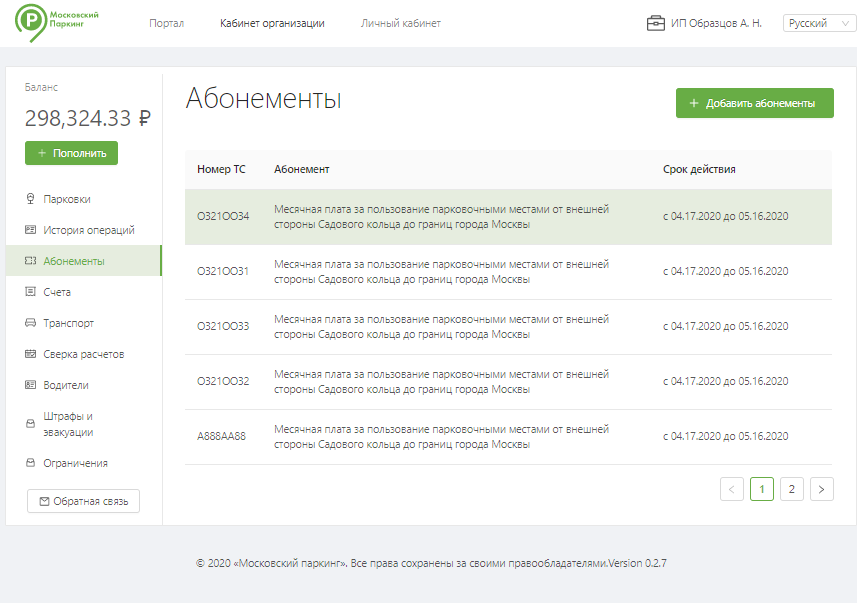 Московский
Паркинг
Портал
Кабинет организации
Личный кабинет
ИП Образцов А. Н.
Русский
Баланс
298,324.33 ₽
+ Пополнить
Парковки
История операций
Абонементы
Счета
Транспорт
Сверка расчетов
Водители
Штрафы и
эвакуации
Ограничения
Обратная связь
Абонементы
+ Добавить абонементы
Номер ТС
Абонемент
Срок действия
О321ОО34
Месячная плата за пользование парковочными местами от внешней
стороны Садового кольца до границ города Москвы
с 04.17.2020 до 05.16.2020
О321ОО31
Месячная плата за пользование парковочными местами от внешней
стороны Садового кольца до границ города Москвы
с 04.17.2020 до 05.16.2020
О321ОО33
Месячная плата за пользование парковочными местами от внешней
стороны Садового кольца до границ города Москвы
с 04.17.2020 до 05.16.2020
О321ОО32
Месячная плата за пользование парковочными местами от внешней
стороны Садового кольца до границ города Москвы
с 04.17.2020 до 05.16.2020
А888АА88
Месячная плата за пользование парковочными местами от внешней
стороны Садового кольца до границ города Москвы
с 04.17.2020 до 05.16.2020
< 1 2 >
© 2020 «Московский паркинг». Все права сохранены за своими правообладателями.Version 0.2.7